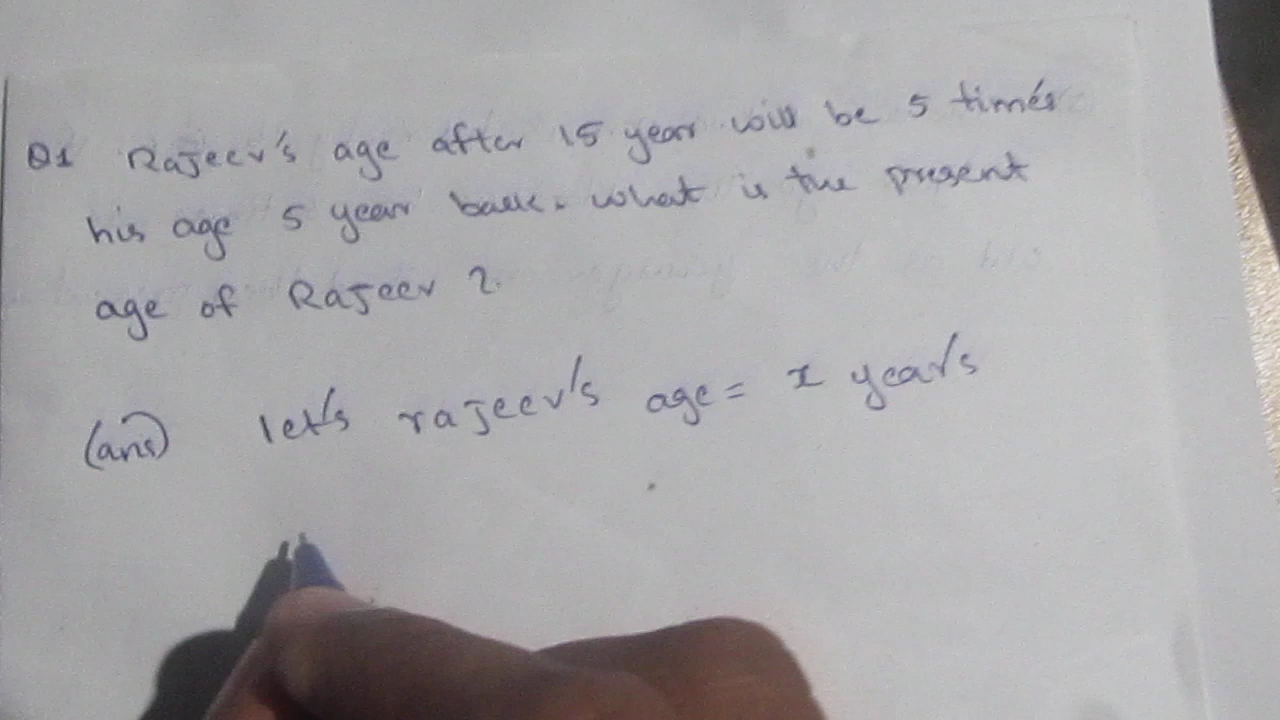 Q1 Rajeev's age after 15 year will be 5 times
his age 5 year back. what is the present
age of Rajeev ?
(ans) let's rajeev's age = x years